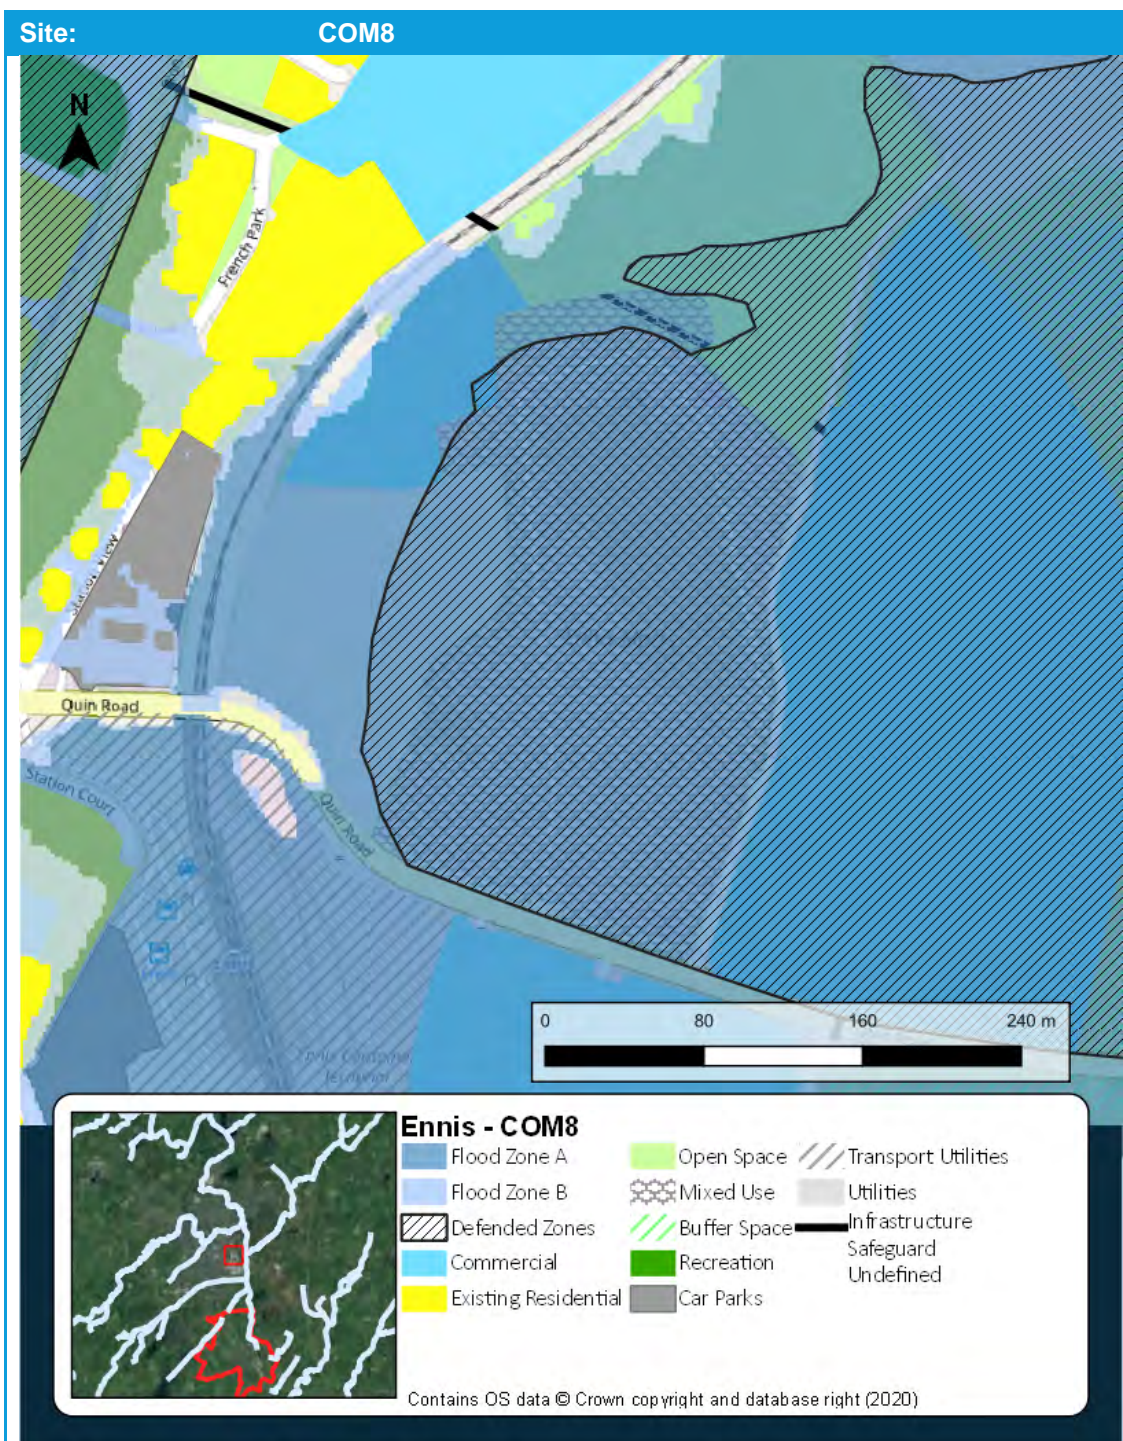 Site: COM8
N
French Park
Quin Road
Station Court
Quin Road
0 80 160 240 m
Ennis - COM8
Flood Zone A
Flood Zone B
Defended Zones
Commercial
Existing Residential
Open Space
Mixed Use
Buffer Space
Recreation
Car Parks
Transport Utilities
Utilities
Infrastructure
Safeguard
Undefined
Contains OS data © Crown copyright and database right (2020)